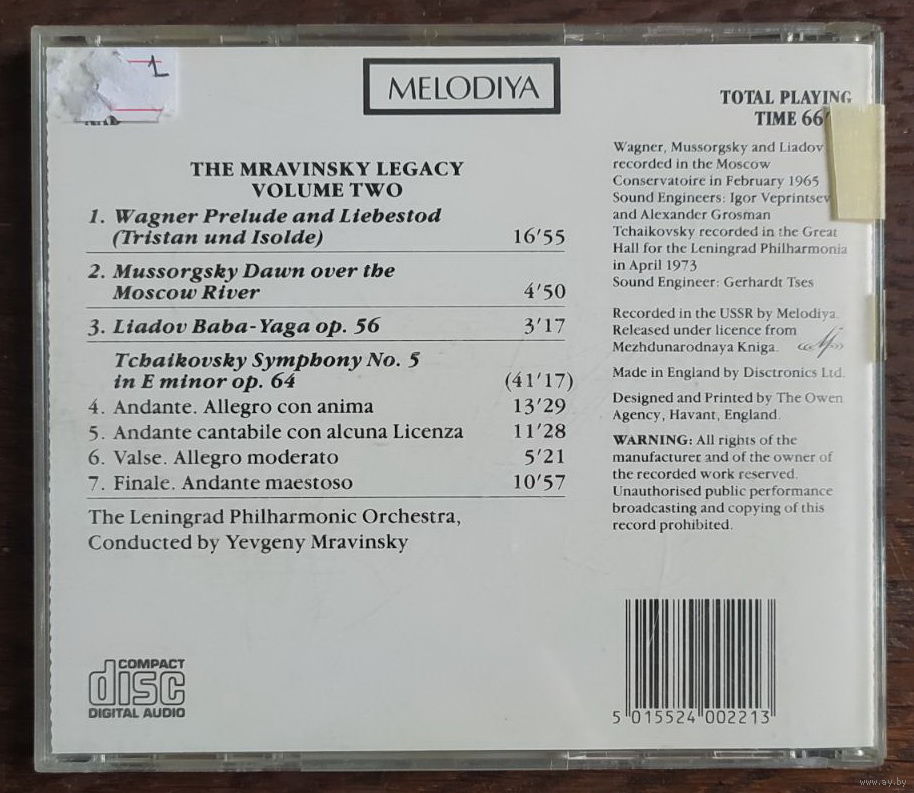 1
MELODIYA
TOTAL PLAYING
TIME 66'
THE MRAVINSKY LEGACY
VOLUME TWO
1. Wagner Prelude and Liebestod
(Tristan und Isolde) 16'55
2. Mussorgsky Dawn over the
Moscow River 4'50
3. Liadov Baba-Yaga op. 56 3'17
Tchaikovsky Symphony No. 5
in E minor op. 64 (41'17)
4. Andante. Allegro con anima 13'29
5. Andante cantabile con alcuna Licenza 11'28
6. Valse. Allegro moderato 5'21
7. Finale. Andante maestoso 10'57
The Leningrad Philharmonic Orchestra,
Conducted by Yevgeny Mravinsky
Wagner, Mussorgsky and Liadov
recorded in the Moscow
Conservatoire in February 1965
Sound Engineers: Igor Veprintsev
and Alexander Grosman
Tchaikovsky recorded in the Great
Hall for the Leningrad Philharmonia
in April 1973
Sound Engineer: Gerhardt Tses
Recorded in the USSR by Melodiya.
Released under licence from
Mezhdunarodnaya Kniga.
Made in England by Disctronics Ltd.
Designed and Printed by The Owen
Agency, Havant, England.
WARNING: All rights of the
manufacturer and of the owner of
the recorded work reserved.
Unauthorised public performance
broadcasting and copying of this
record prohibited.
COMPACT
disc
DIGITAL AUDIO
5 015524 002213
www.ay.by